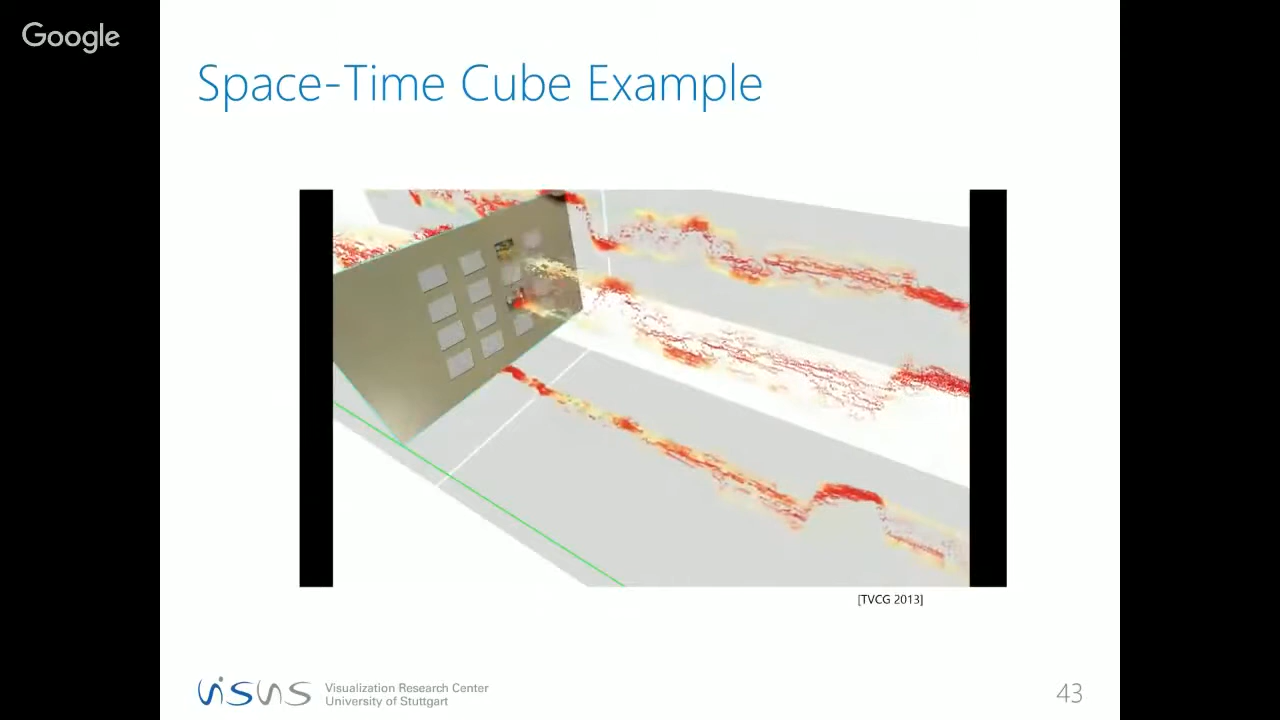 Google
Space-Time Cube Example
[TVCG 2013]
VISUS
Visualization Research Center
University of Stuttgart
43